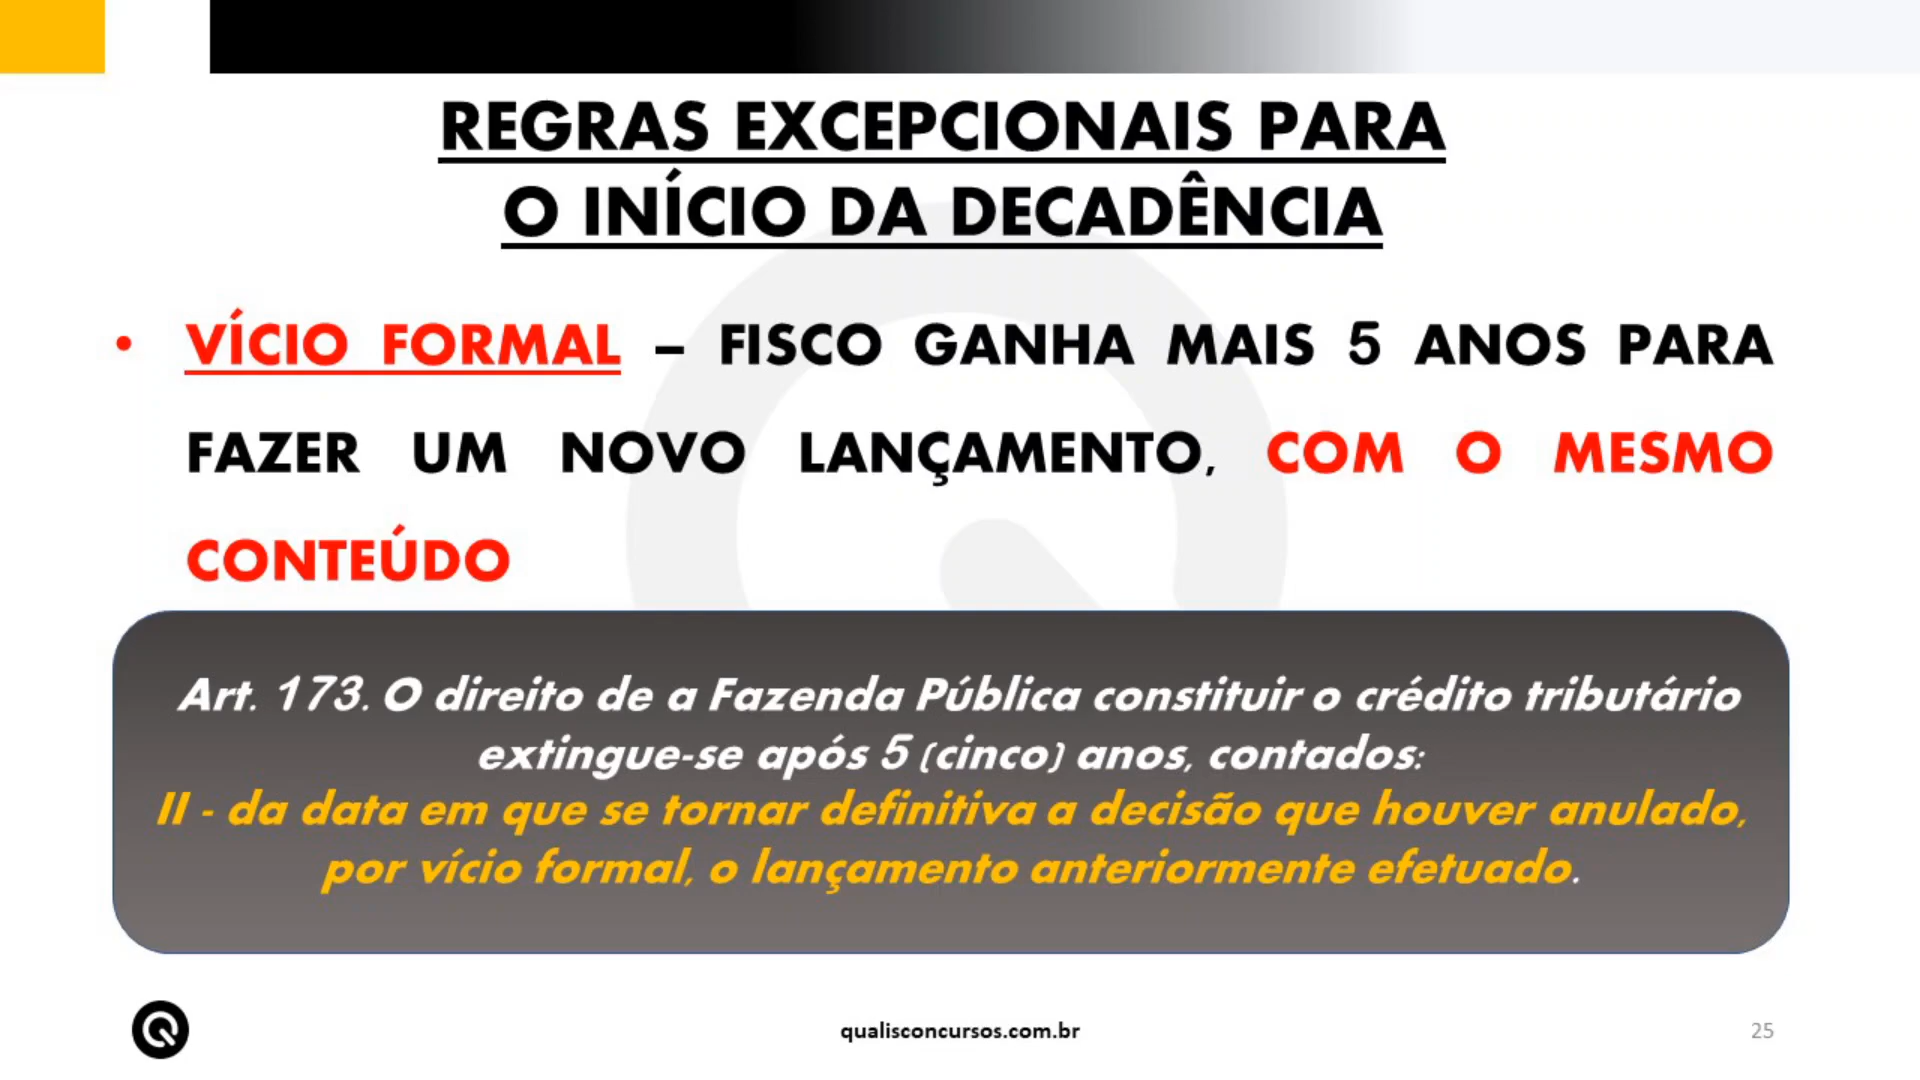 REGRAS EXCEPCIONAIS PARA
O INÍCIO DA DECADÊNCIA
• VÍCIO FORMAL – FISCO GANHA MAIS 5 ANOS PARA
FAZER UM NOVO LANÇAMENTO, COM O MESMO
CONTEÚDO
Art. 173. O direito de a Fazenda Pública constituir o crédito tributário
extingue-se após 5 (cinco) anos, contados:
II - da data em que se tornar definitiva a decisão que houver anulado,
por vício formal, o lançamento anteriormente efetuado.
qualisconcursos.com.br
25